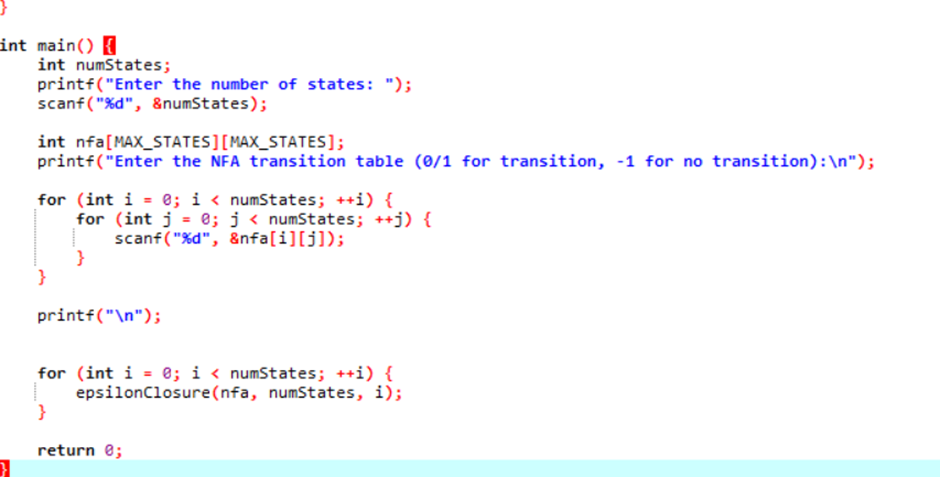 }
int main() {
    int numStates;
    printf("Enter the number of states: ");
    scanf("%d", &numStates);
    int nfa[MAX_STATES][MAX_STATES];
    printf("Enter the NFA transition table (0/1 for transition, -1 for no transition):\n");
    for (int i = 0; i < numStates; ++i) {
        for (int j = 0; j < numStates; ++j) {
            scanf("%d", &nfa[i][j]);
        }
    }
    printf("\n");
    for (int i = 0; i < numStates; ++i) {
        epsilonClosure(nfa, numStates, i);
    }
    return 0;
}